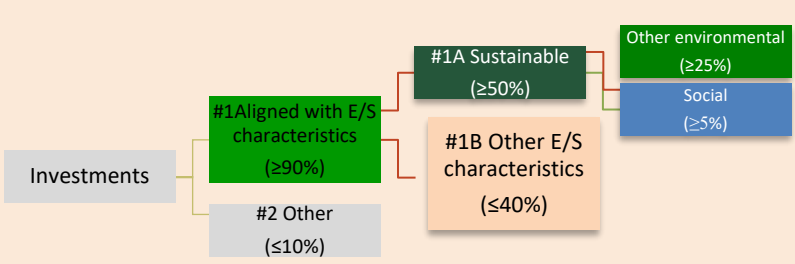 Investments
#1Aligned with E/S
characteristics
(≥90%)
#2 Other
(≤10%)
#1A Sustainable
(≥50%)
#1B Other E/S
characteristics
(≤40%)
Other environmental
(≥25%)
Social
(≥5%)